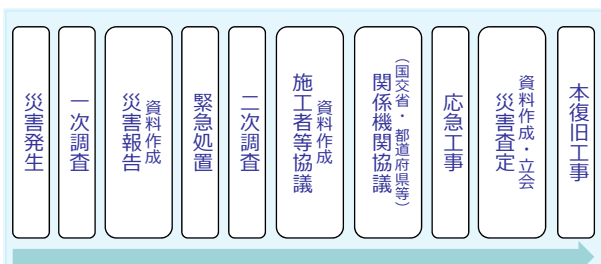 災害発生
一次調査
資料作成
災害報告
緊急処置
二次調査
資料作成
施工者等協議
(国交省・都道府県等)
関係機関協議
応急工事
資料作成・立会
災害査定
本復旧工事